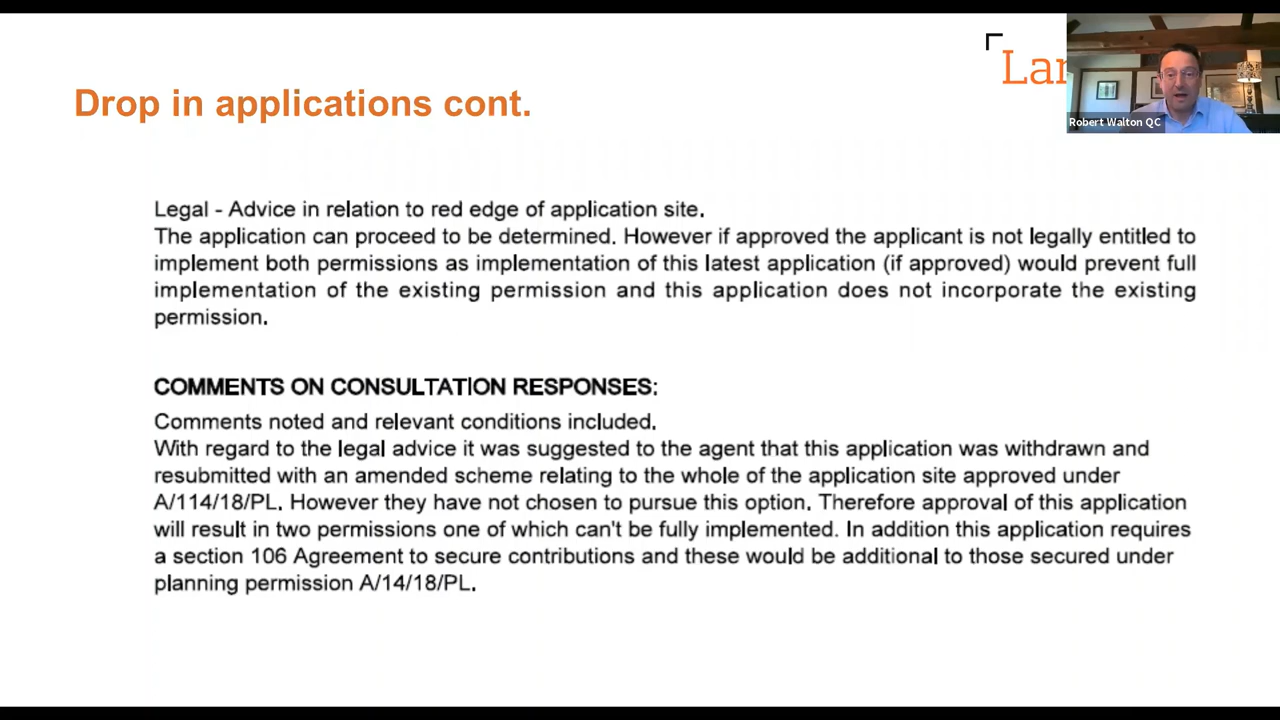 Lan
Robert Walton QC
Drop in applications cont.
Legal - Advice in relation to red edge of application site.
The application can proceed to be determined. However if approved the applicant is not legally entitled to
implement both permissions as implementation of this latest application (if approved) would prevent full
implementation of the existing permission and this application does not incorporate the existing
permission.
COMMENTS ON CONSULTATION RESPONSES:
Comments noted and relevant conditions included.
With regard to the legal advice it was suggested to the agent that this application was withdrawn and
resubmitted with an amended scheme relating to the whole of the application site approved under
A/114/18/PL. However they have not chosen to pursue this option. Therefore approval of this application
will result in two permissions one of which can't be fully implemented. In addition this application requires
a section 106 Agreement to secure contributions and these would be additional to those secured under
planning permission A/14/18/PL.